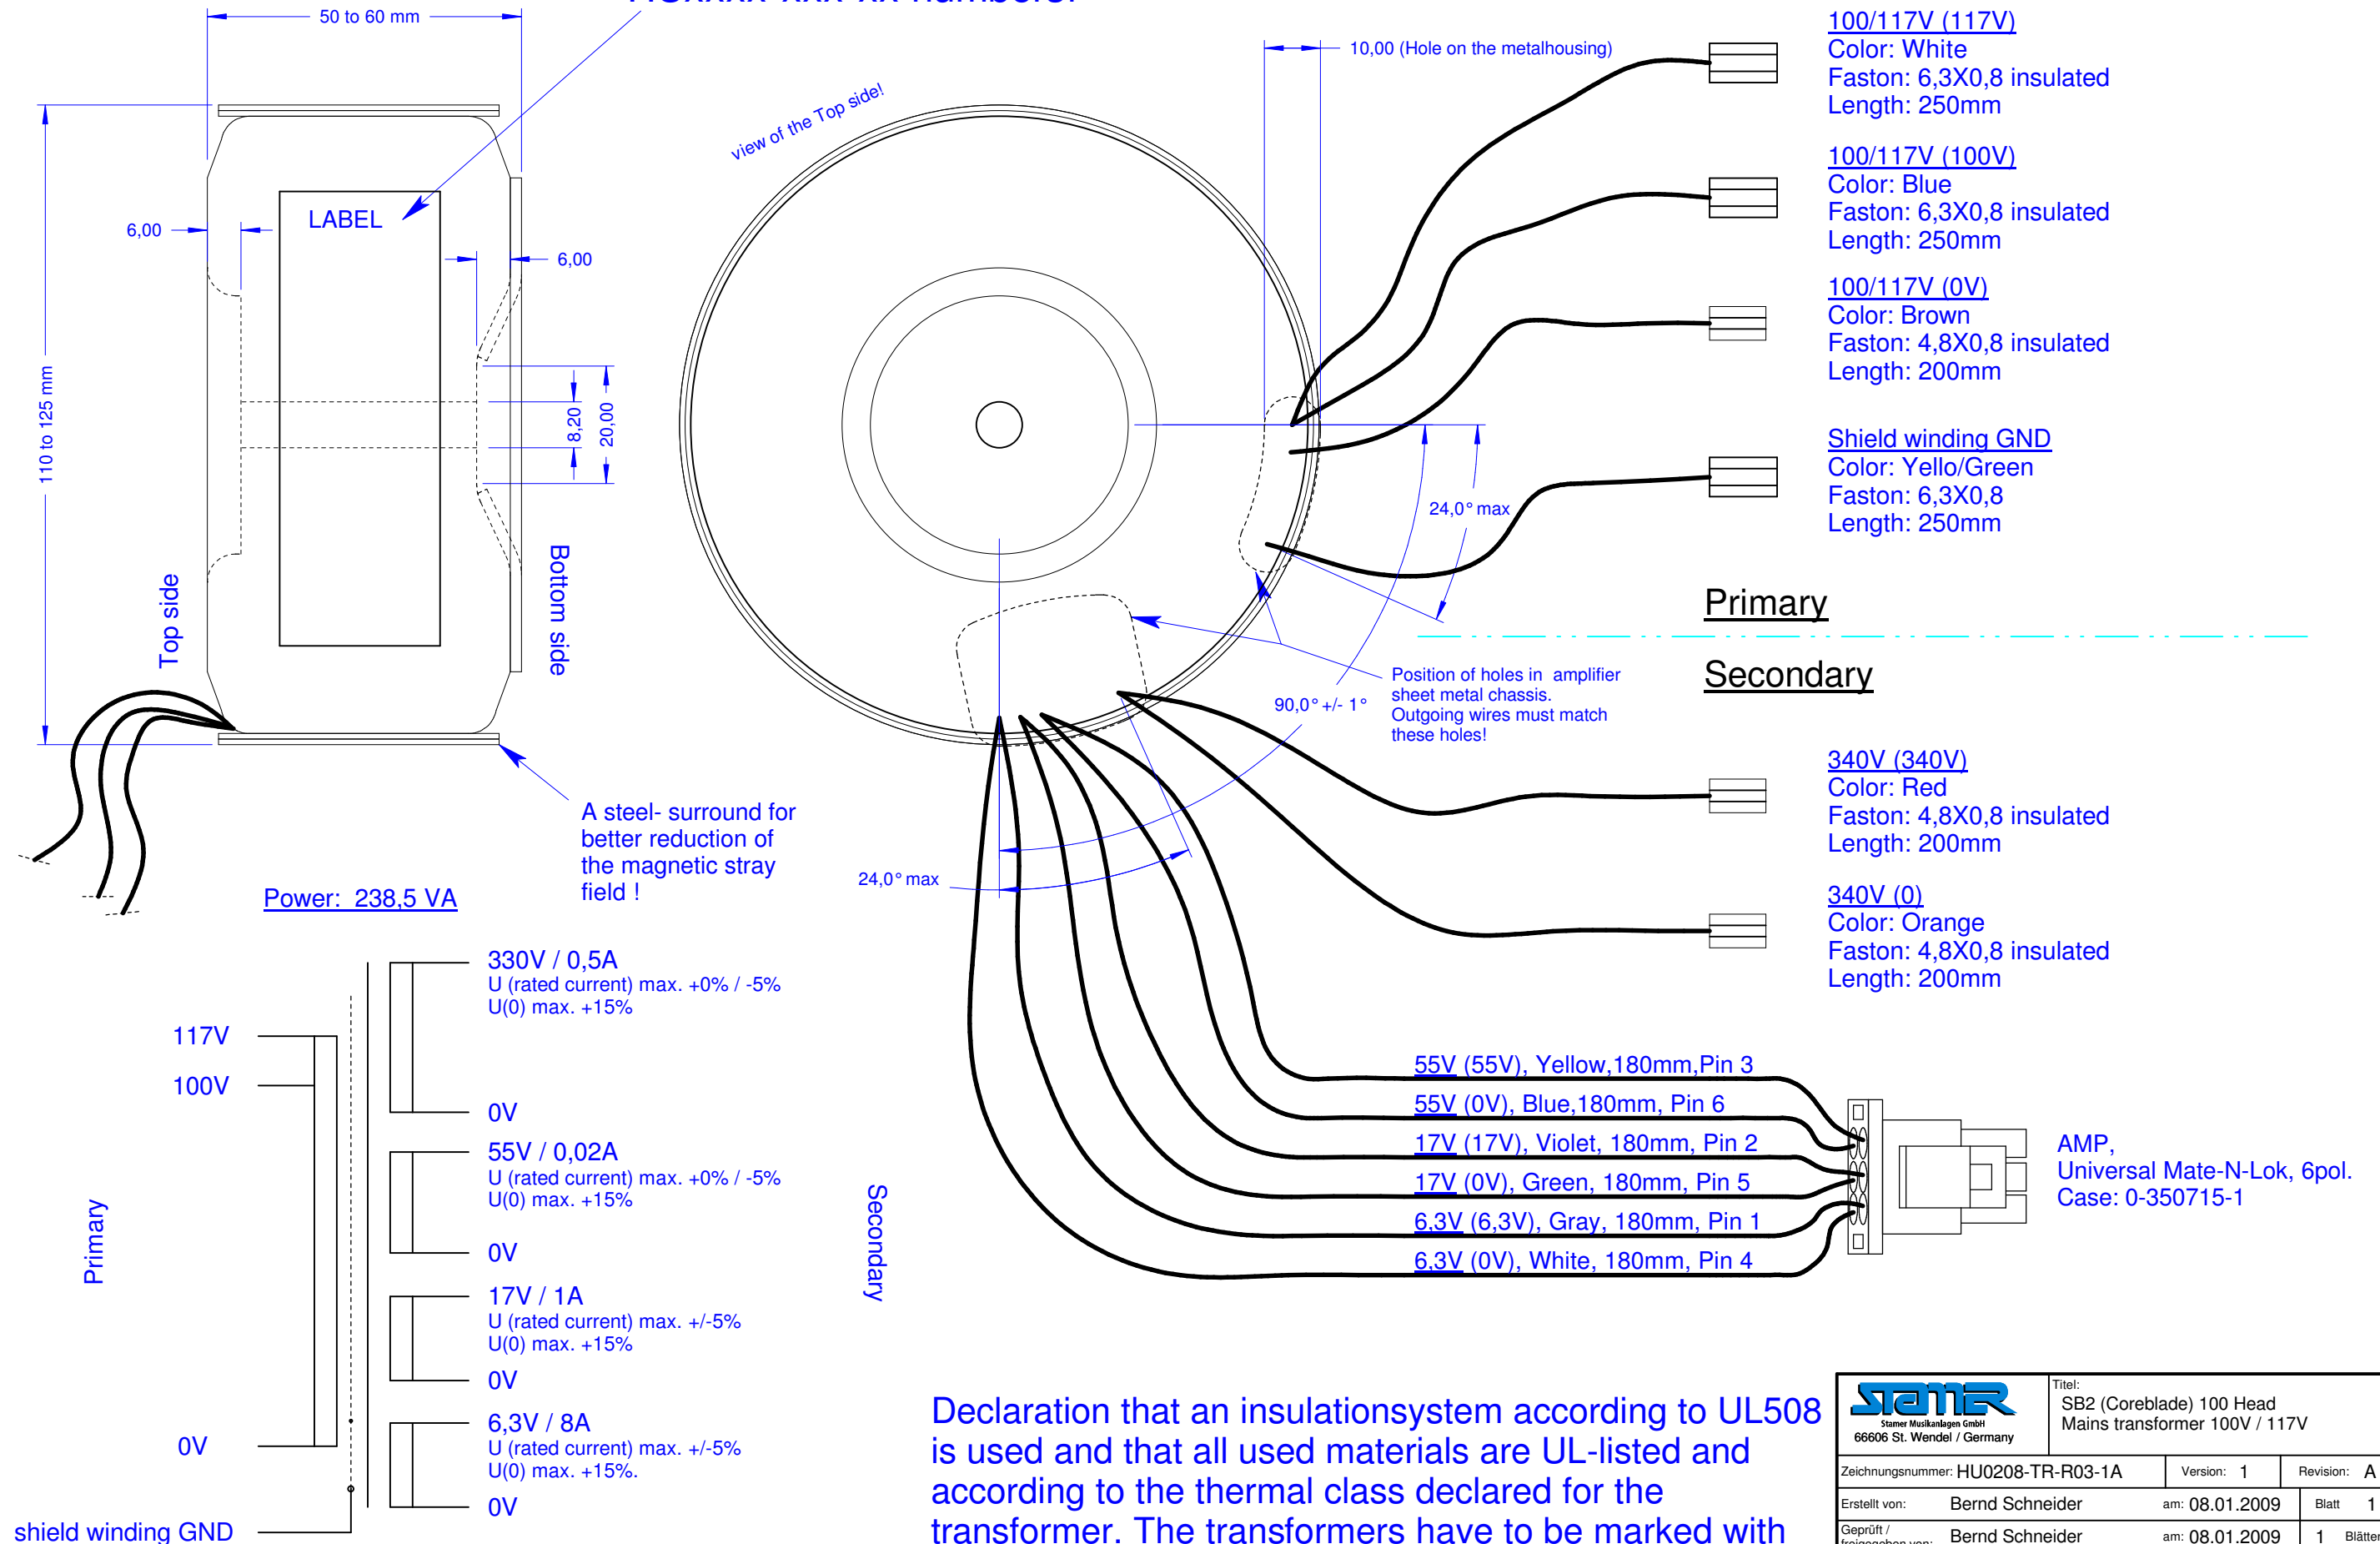 50 to 60 mm
10,00 (Hole on the metalhousing)
view of the Top side!
110 to 125 mm
6,00
LABEL
6,00
8,20
20,00
Top side
Bottom side
A steel- surround for
better reduction of
the magnetic stray
field !
Power:  238,5 VA
24,0° max
90,0° +/- 1°
24,0° max
Position of holes in  amplifier
sheet metal chassis.
Outgoing wires must match
these holes!
100/117V (117V)
Color: White
Faston: 6,3X0,8 insulated
Length: 250mm
100/117V (100V)
Color: Blue
Faston: 6,3X0,8 insulated
Length: 250mm
100/117V (0V)
Color: Brown
Faston: 4,8X0,8 insulated
Length: 200mm
Shield winding GND
Color: Yello/Green
Faston: 6,3X0,8
Length: 250mm
Primary
Secondary
340V (340V)
Color: Red
Faston: 4,8X0,8 insulated
Length: 200mm
340V (0)
Color: Orange
Faston: 4,8X0,8 insulated
Length: 200mm
55V (55V), Yellow,180mm,Pin 3
55V (0V), Blue,180mm, Pin 6
17V (17V), Violet, 180mm, Pin 2
17V (0V), Green, 180mm, Pin 5
6,3V (6,3V), Gray, 180mm, Pin 1
6,3V (0V), White, 180mm, Pin 4
AMP,
Universal Mate-N-Lok, 6pol.
Case: 0-350715-1
Primary
117V
100V
0V
shield winding GND
330V / 0,5A
U (rated current) max. +0% / -5%
U(0) max. +15%
0V
55V / 0,02A
U (rated current) max. +0% / -5%
U(0) max. +15%
0V
17V / 1A
U (rated current) max. +/-5%
U(0) max. +15%
0V
6,3V / 8A
U (rated current) max. +/-5%
U(0) max. +15%.
0V
Secondary
Declaration that an insulationsystem according to UL508
is used and that all used materials are UL-listed and
according to the thermal class declared for the
transformer. The transformers have to be marked with
STAMER
Stamer Musikanlagen GmbH
66606 St. Wendel / Germany
Titel:
SB2 (Coreblade) 100 Head
Mains transformer 100V / 117V
Zeichnungsnummer: HU0208-TR-R03-1A
Version: 1
Revision: A
Erstellt von: Bernd Schneider am: 08.01.2009 Blatt 1
Geprüft / Bernd Schneider am: 08.01.2009 1 Blätter